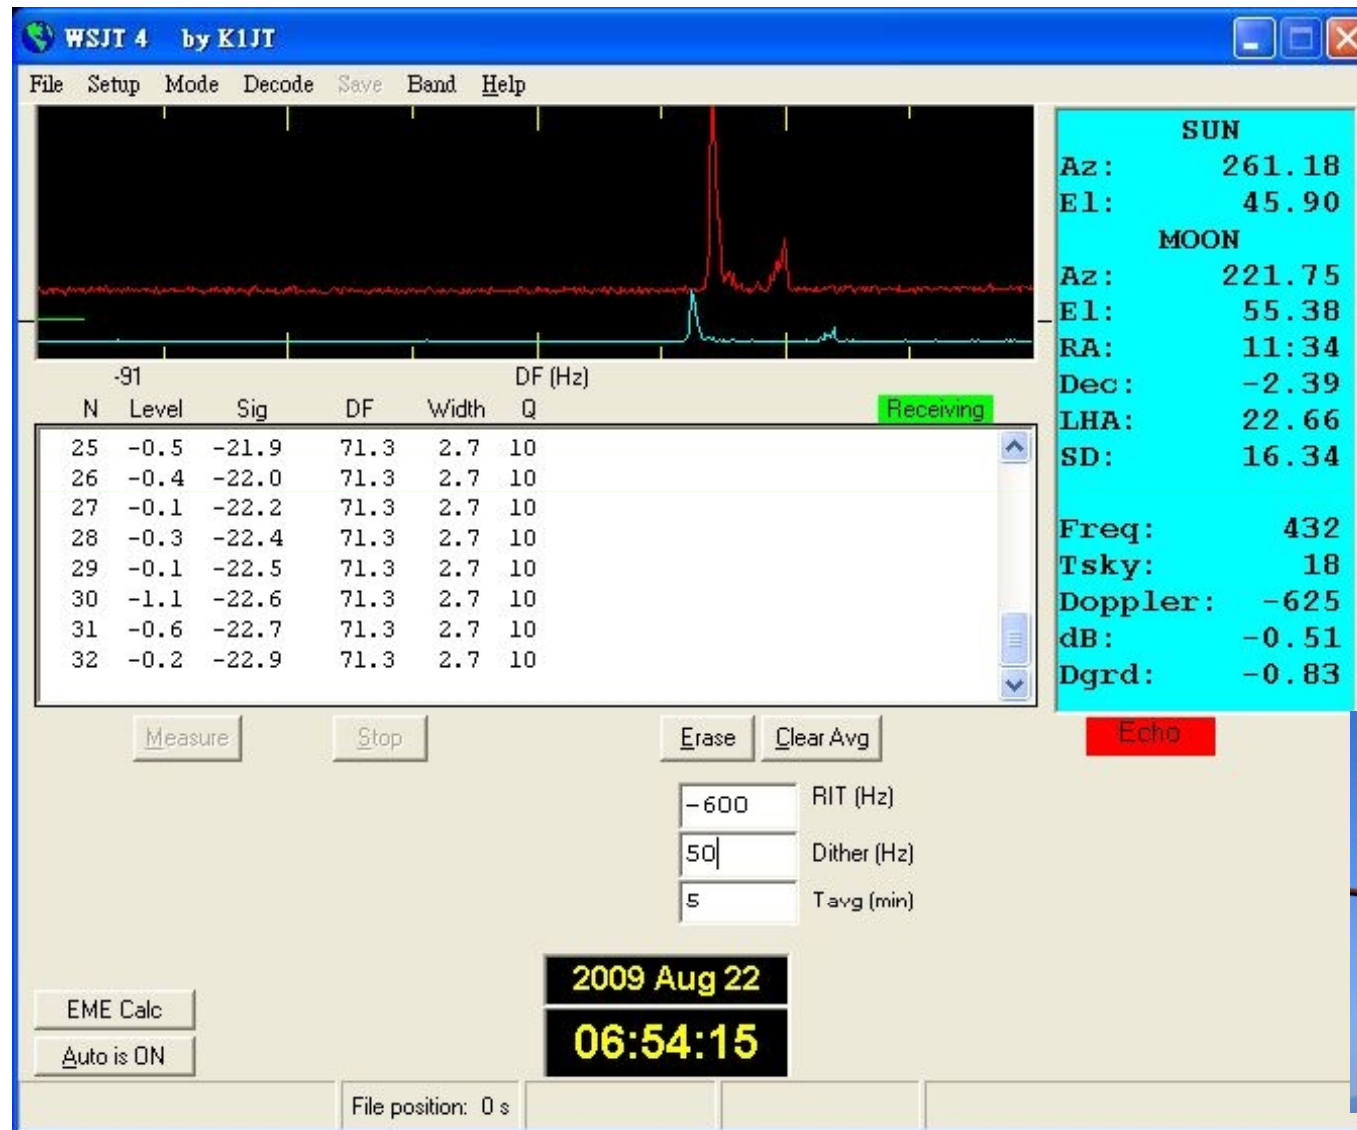 WSJT 4 by K1JT
File Setup Mode Decode Save Band Help
-91 DF (Hz)
N Level Sig DF Width Q Receiving
25 -0.5 -21.9 71.3 2.7 10
26 -0.4 -22.0 71.3 2.7 10
27 -0.1 -22.2 71.3 2.7 10
28 -0.3 -22.4 71.3 2.7 10
29 -0.1 -22.5 71.3 2.7 10
30 -1.1 -22.6 71.3 2.7 10
31 -0.6 -22.7 71.3 2.7 10
32 -0.2 -22.9 71.3 2.7 10
SUN
Az: 261.18
El: 45.90
MOON
Az: 221.75
El: 55.38
RA: 11:34
Dec: -2.39
LHA: 22.66
SD: 16.34
Freq: 432
Tsky: 18
Doppler: -625
dB: -0.51
Dgrd: -0.83
Measure Stop Erase Clear Avg Echo
-600 RIT (Hz)
50 Dither (Hz)
5 Tavg (min)
2009 Aug 22
06:54:15
EME Calc
Auto is ON
File position: 0 s